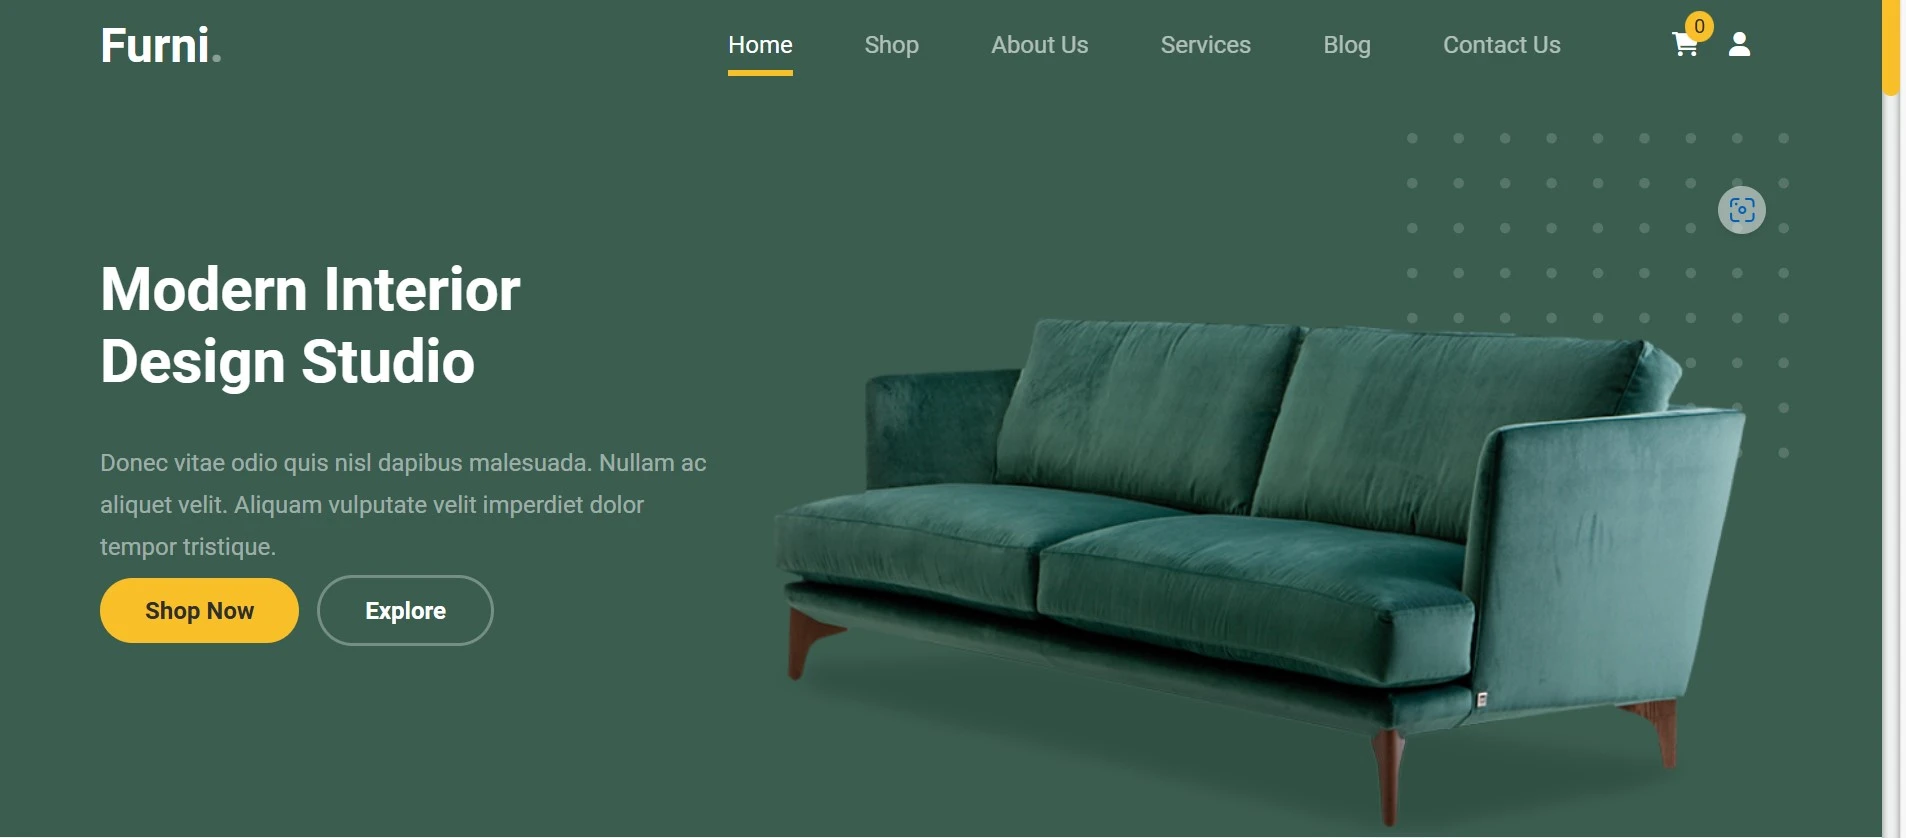 Furni.
Home Shop About Us Services Blog Contact Us 0
Modern Interior
Design Studio
Donec vitae odio quis nisl dapibus malesuada. Nullam ac
aliquet velit. Aliquam vulputate velit imperdiet dolor
tempor tristique.
Shop Now Explore